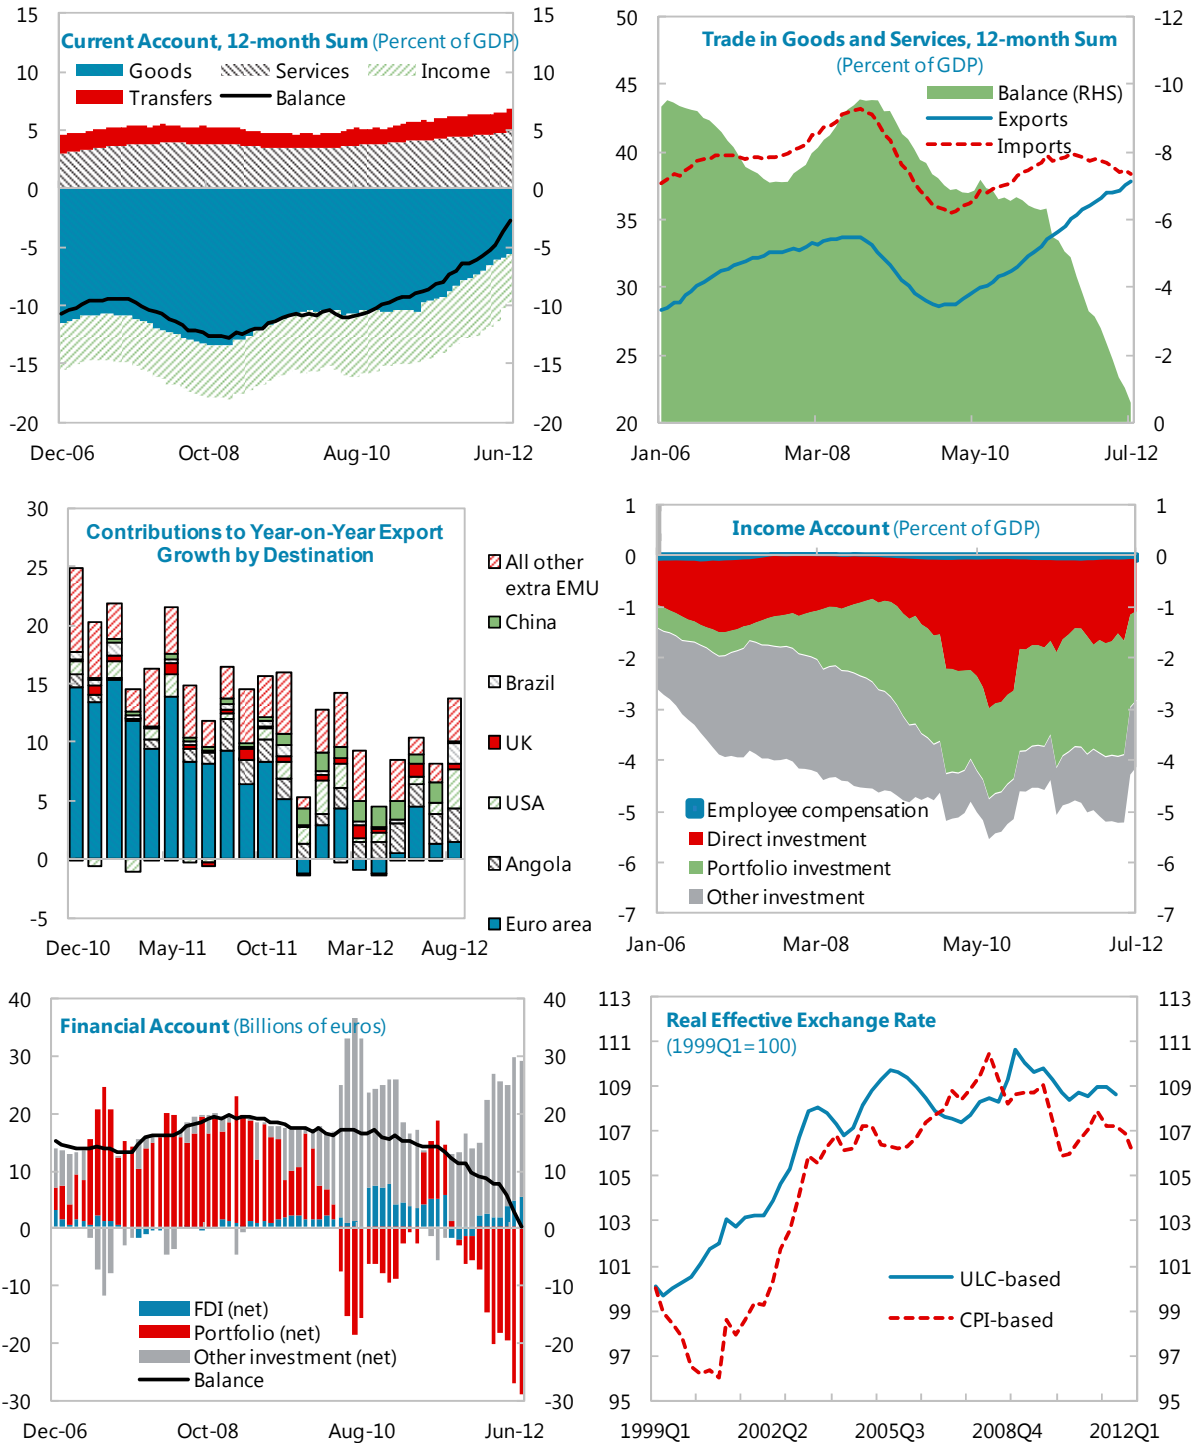 Current Account, 12-month Sum (Percent of GDP)
Goods Services Income
Transfers Balance
15 15
10 10
5 5
0 0
-5 -5
-10 -10
-15 -15
-20 -20
Dec-06 Oct-08 Aug-10 Jun-12
Trade in Goods and Services, 12-month Sum
(Percent of GDP)
Balance (RHS)
Exports
Imports
50 -12
45 -10
40 -8
35 -6
30 -4
25 -2
20 0
Jan-06 Mar-08 May-10 Jul-12
Contributions to Year-on-Year Export
Growth by Destination
30
25
20
15
10
5
0
-5
Dec-10 May-11 Oct-11 Mar-12 Aug-12
All other
extra EMU
China
Brazil
UK
USA
Angola
Euro area
Income Account (Percent of GDP)
1 1
0 0
-1 -1
-2 -2
-3 -3
-4 -4
-5 -5
-6 -6
-7 -7
Employee compensation
Direct investment
Portfolio investment
Other investment
Jan-06 Mar-08 May-10 Jul-12
Financial Account (Billions of euros)
40 40
30 30
20 20
10 10
0 0
-10 -10
-20 -20
-30 -30
FDI (net)
Portfolio (net)
Other investment (net)
Balance
Dec-06 Oct-08 Aug-10 Jun-12
Real Effective Exchange Rate
(1999Q1=100)
113 113
111 111
109 109
107 107
105 105
103 103
101 101
99 99
97 97
95 95
ULC-based
CPI-based
1999Q1 2002Q2 2005Q3 2008Q4 2012Q1